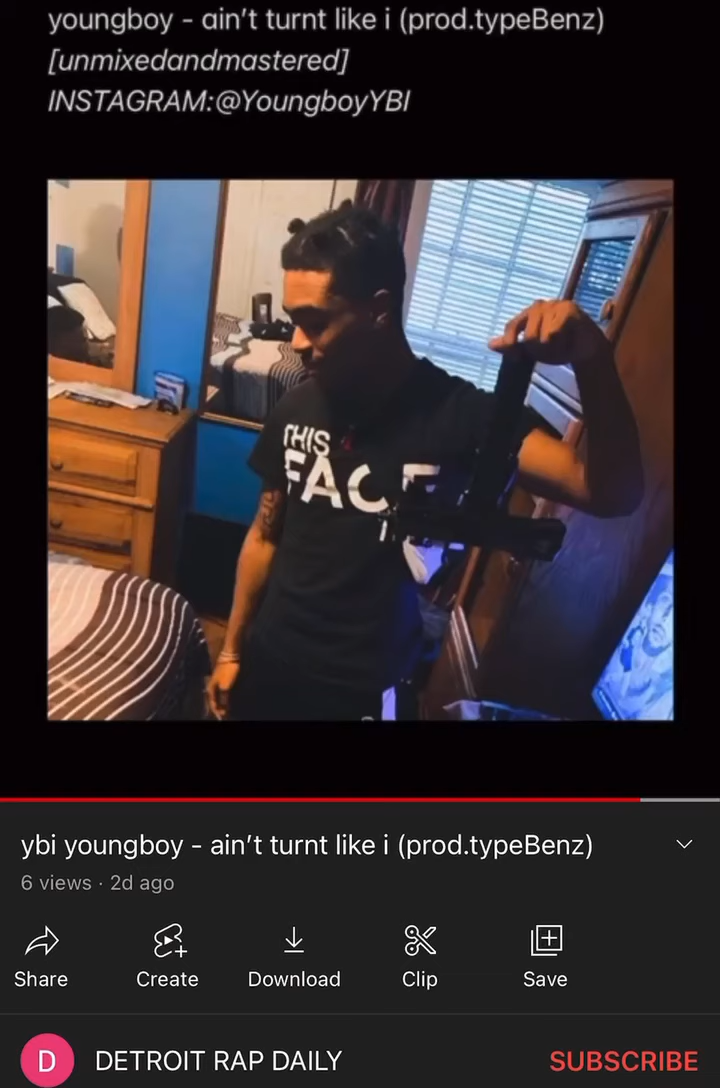 youngboy - ain't turnt like i (prod.typeBenz)
[unmixedandmastered]
INSTAGRAM:@YoungboyYBI
THIS
FACE
ybi youngboy - ain't turnt like i (prod.typeBenz)
6 views · 2d ago
Share
Create
Download
Clip
Save
D
DETROIT RAP DAILY
SUBSCRIBE